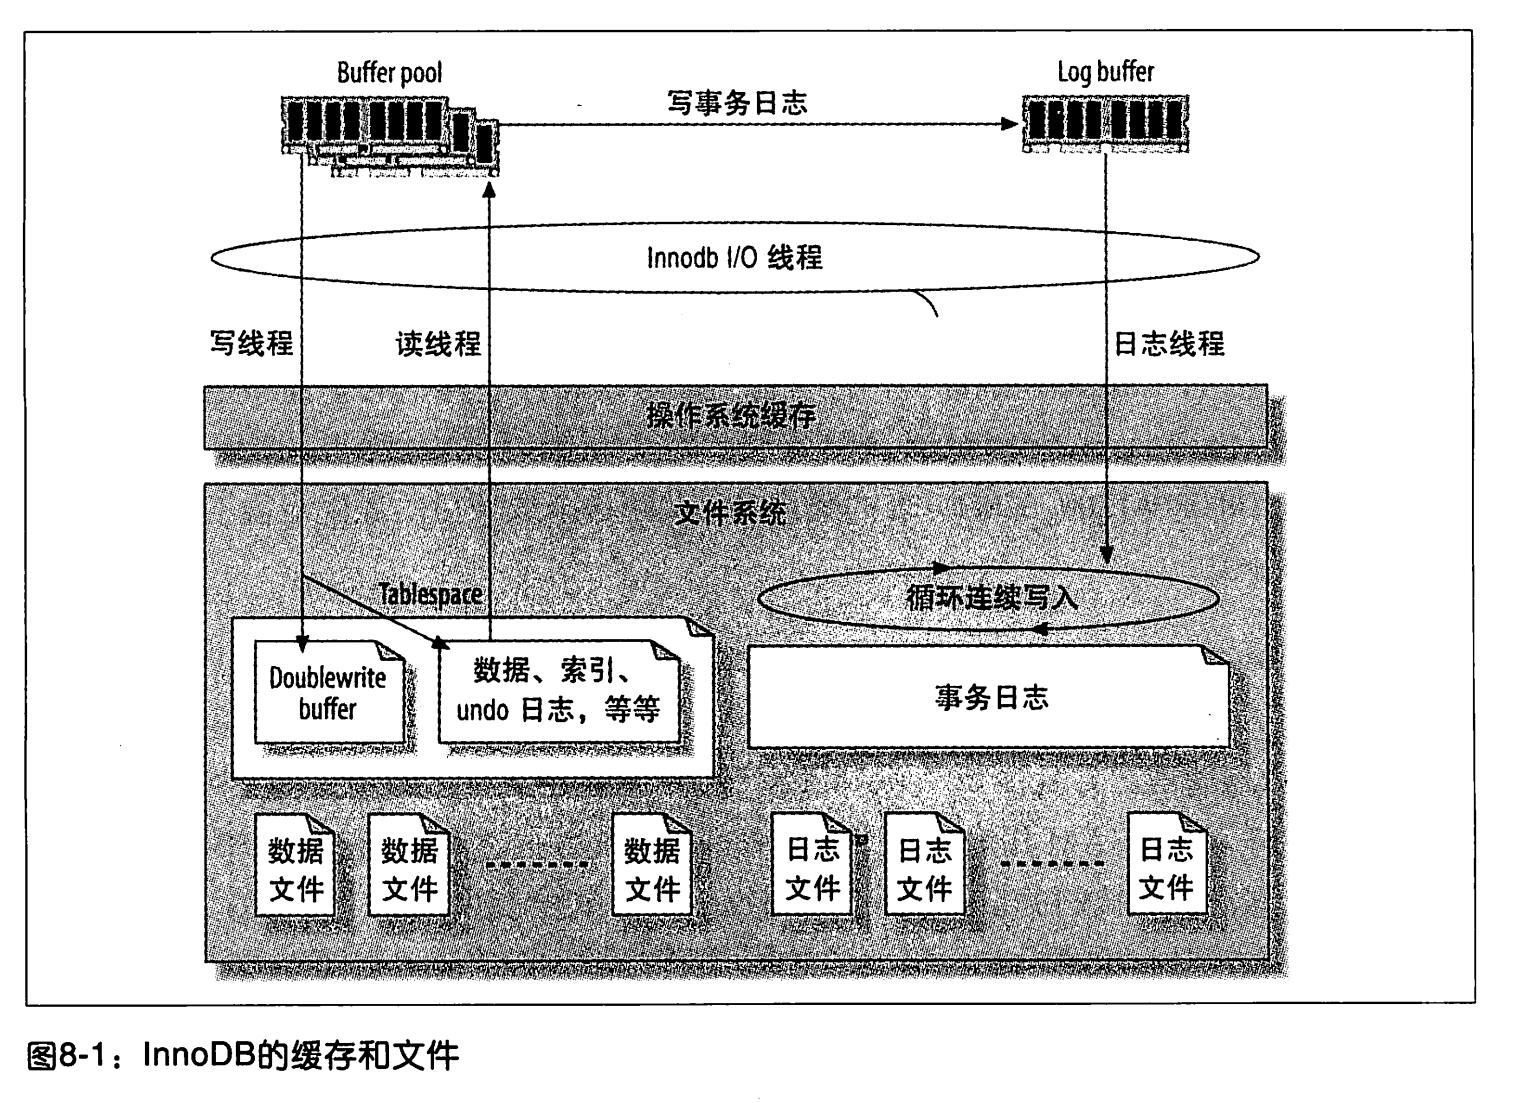 Buffer pool
Log buffer
写事务日志
Innodb I/O 线程
写线程
读线程
日志线程
操作系统缓存
文件系统
Tablespace
循环连续写入
Doublewrite
buffer
数据、索引、
undo 日志，等等
事务日志
数据
文件
数据
文件
数据
文件
日志
文件
日志
文件
日志
文件
图8-1：InnoDB的缓存和文件